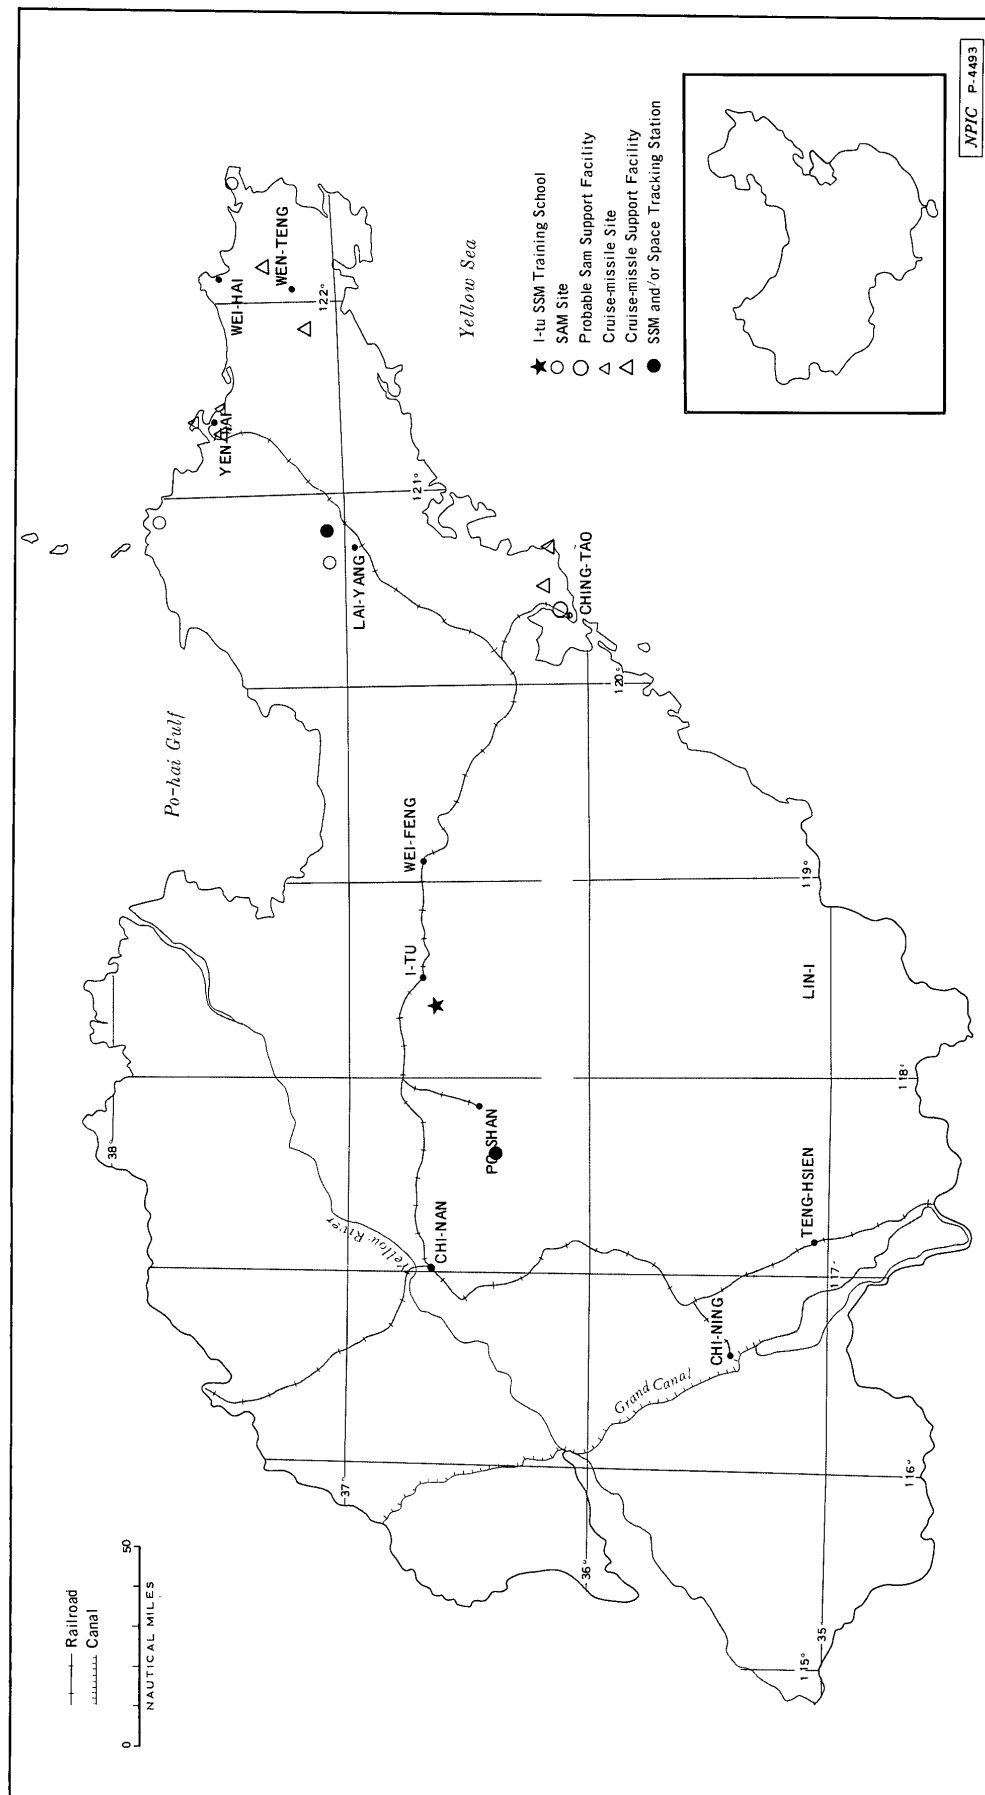 Railroad
Canal
0
50
NAUTICAL MILES
Po-hai Gulf
Yellow Sea
38°
37°
36°
35
115°
116°
117°
118°
119°
120°
121°
122°
Yellow River
Grand Canal
CHI-NAN
CHI-NING
TENG-HSIEN
PO-SHAN
I-TU
LIN-I
WEI-FENG
LAI-YANG
CHING-TAO
YEN-TAI
WEI-HAI
WEN-TENG
I-tu SSM Training School
SAM Site
Probable Sam Support Facility
Cruise-missile Site
Cruise-missle Support Facility
SSM and/or Space Tracking Station
NPIC P-4493